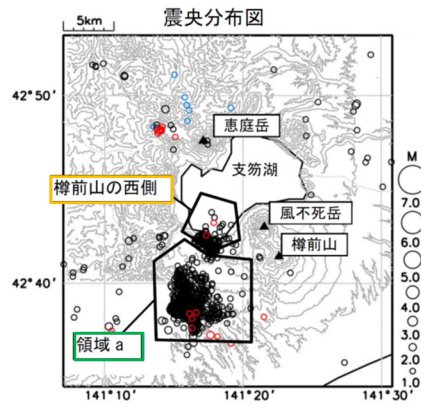 震央分布図
5km
42°50'
恵庭岳
支笏湖
樽前山の西側
風不死岳
樽前山
42°40'
領域 a
M
7.0
6.0
5.0
4.0
3.0
2.0
1.0
141°10'
141°20'
141°30'